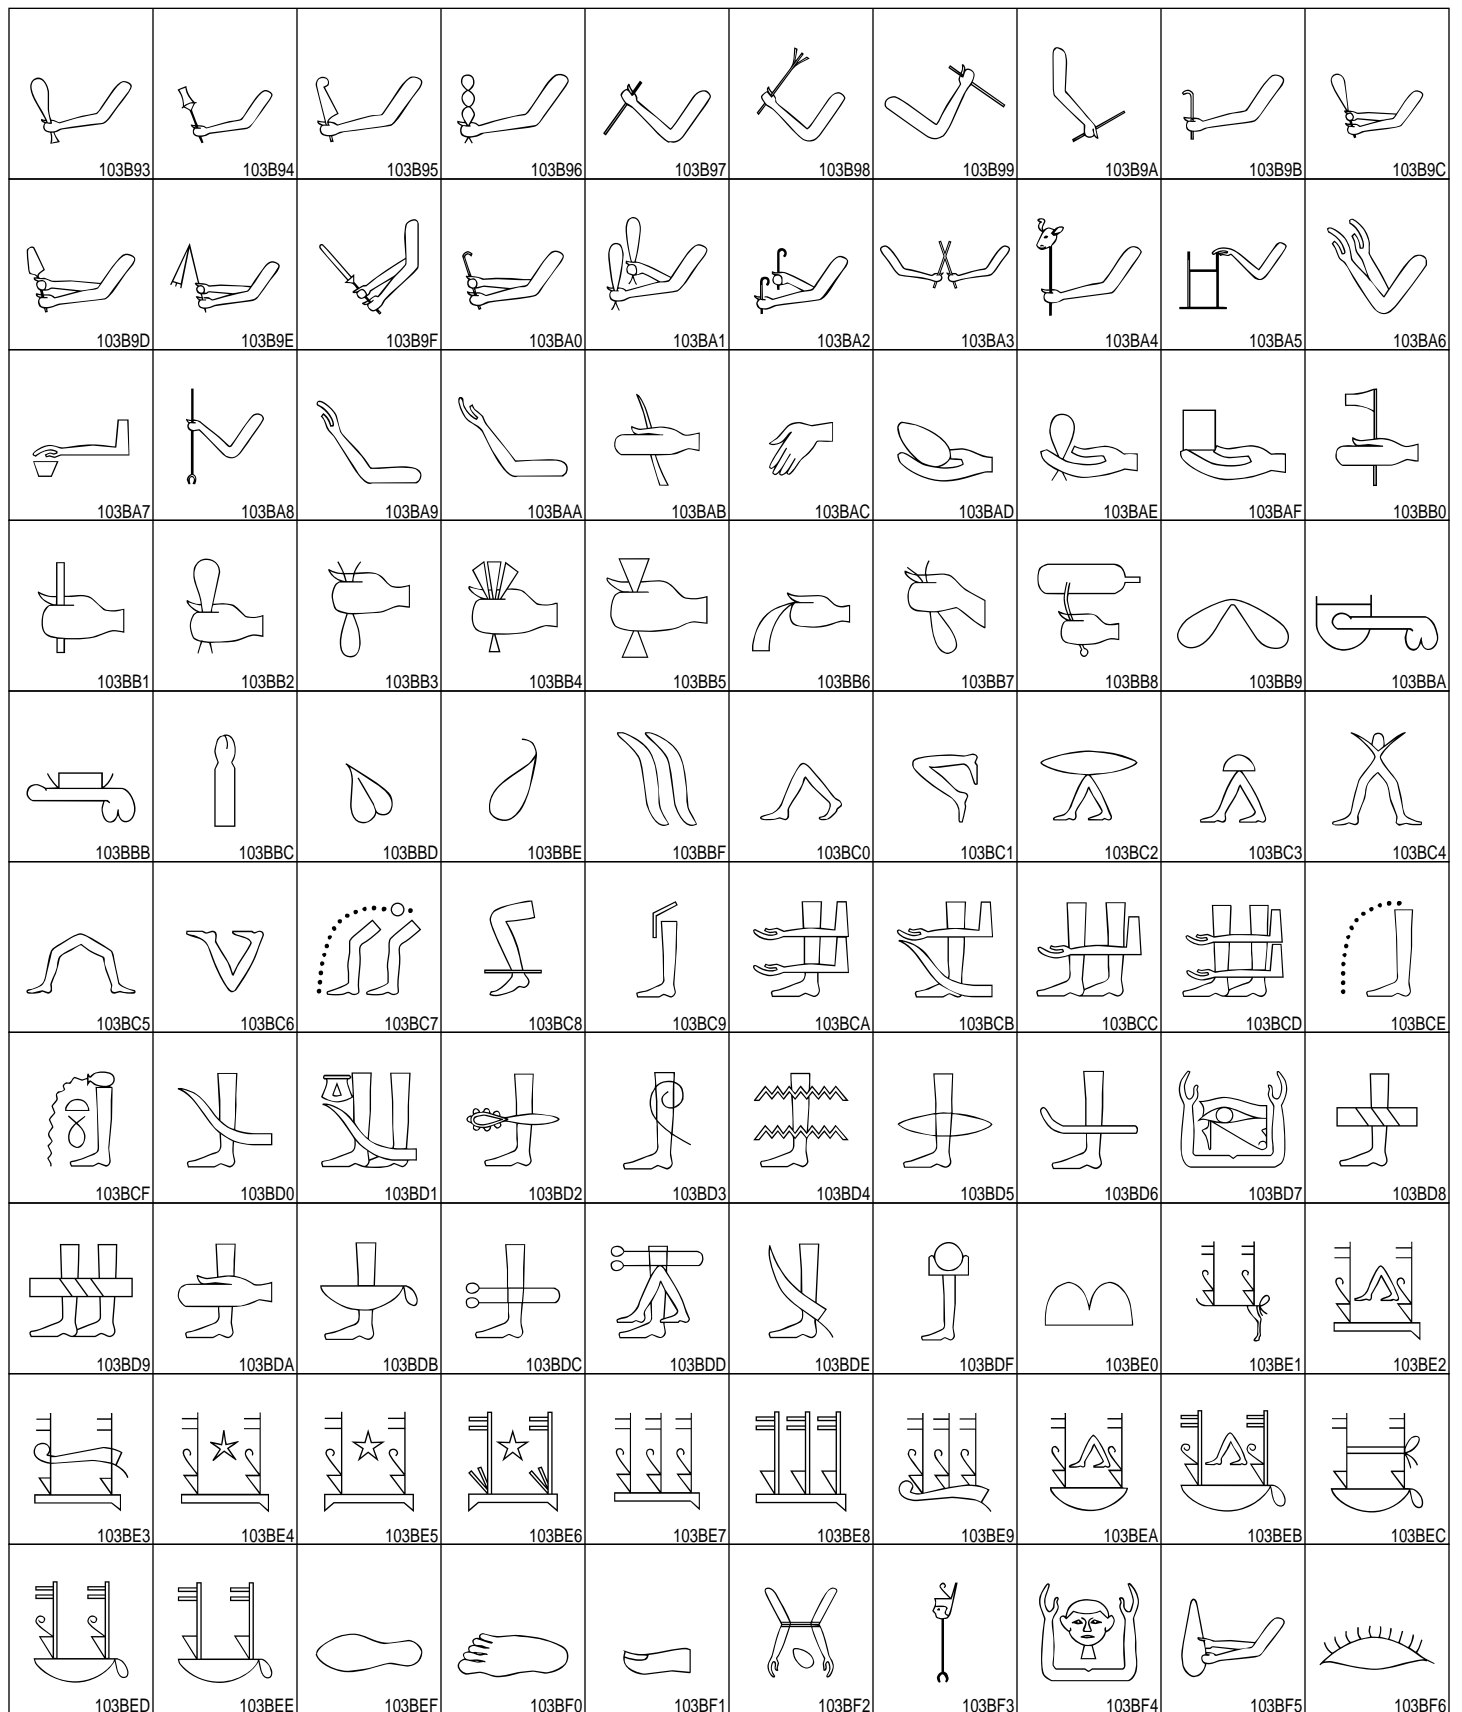 103B93 103B94 103B95 103B96 103B97 103B98 103B99 103B9A 103B9B 103B9C
103B9D 103B9E 103B9F 103BA0 103BA1 103BA2 103BA3 103BA4 103BA5 103BA6
103BA7 103BA8 103BA9 103BAA 103BAB 103BAC 103BAD 103BAE 103BAF 103BB0
103BB1 103BB2 103BB3 103BB4 103BB5 103BB6 103BB7 103BB8 103BB9 103BBA
103BBB 103BBC 103BBD 103BBE 103BBF 103BC0 103BC1 103BC2 103BC3 103BC4
103BC5 103BC6 103BC7 103BC8 103BC9 103BCA 103BCB 103BCC 103BCD 103BCE
103BCF 103BD0 103BD1 103BD2 103BD3 103BD4 103BD5 103BD6 103BD7 103BD8
103BD9 103BDA 103BDB 103BDC 103BDD 103BDE 103BDF 103BE0 103BE1 103BE2
103BE3 103BE4 103BE5 103BE6 103BE7 103BE8 103BE9 103BEA 103BEB 103BEC
103BED 103BEE 103BEF 103BF0 103BF1 103BF2 103BF3 103BF4 103BF5 103BF6